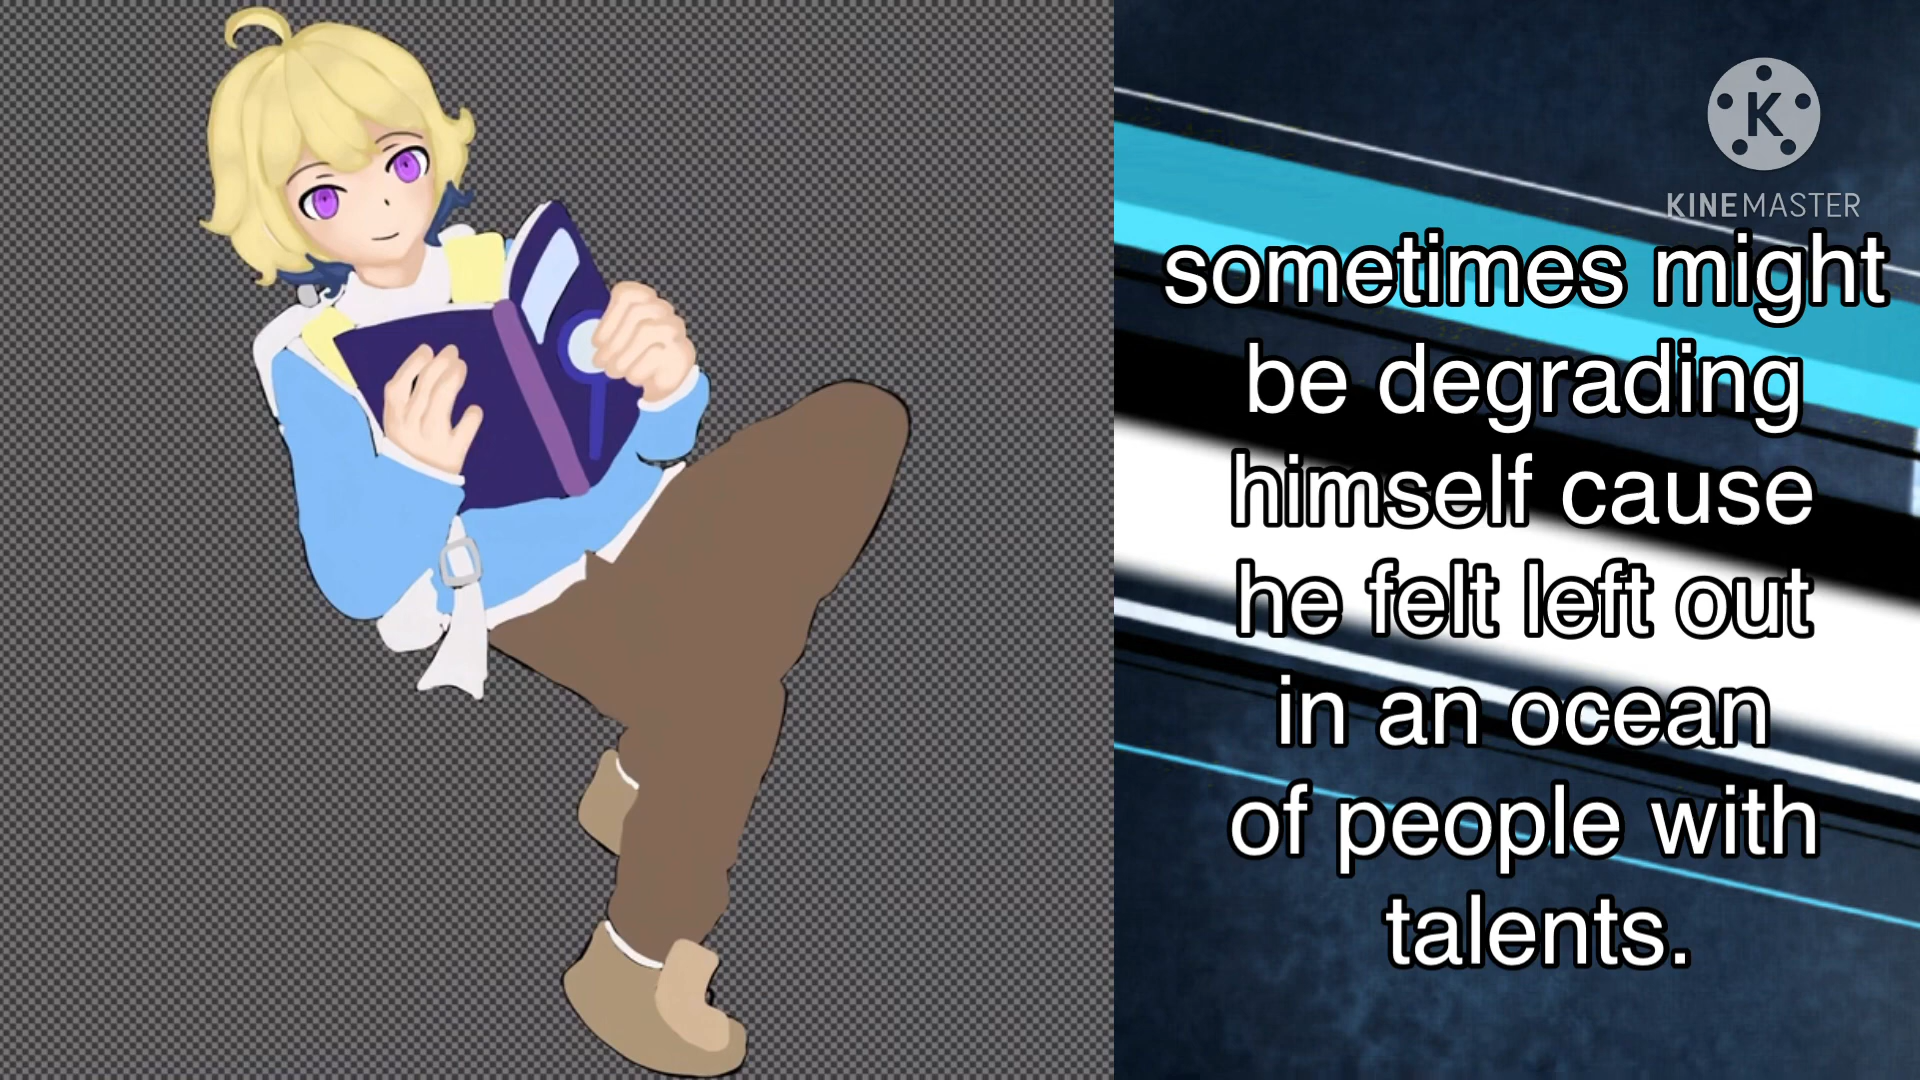 K
KINEMASTER
sometimes might
be degrading
himself cause
he felt left out
in an ocean
of people with
talents.